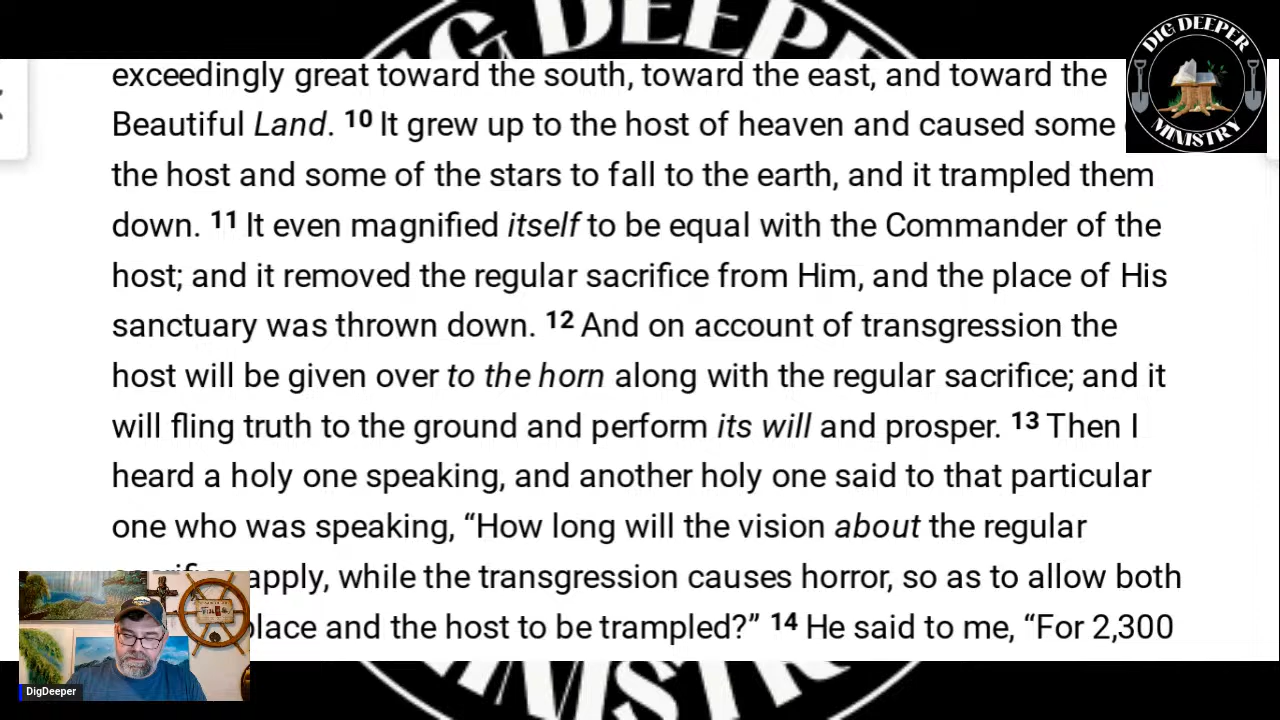 DIG DEEPER
exceedingly great toward the south, toward the east, and toward the
Beautiful Land. 10 It grew up to the host of heaven and caused some
the host and some of the stars to fall to the earth, and it trampled them
down. 11 It even magnified itself to be equal with the Commander of the
host; and it removed the regular sacrifice from Him, and the place of His
sanctuary was thrown down. 12 And on account of transgression the
host will be given over to the horn along with the regular sacrifice; and it
will fling truth to the ground and perform its will and prosper. 13 Then I
heard a holy one speaking, and another holy one said to that particular
one who was speaking, “How long will the vision about the regular
apply, while the transgression causes horror, so as to allow both
place and the host to be trampled?” 14 He said to me, “For 2,300
MINISTRY
DIG DEEPER
MINISTRY
DigDeeper